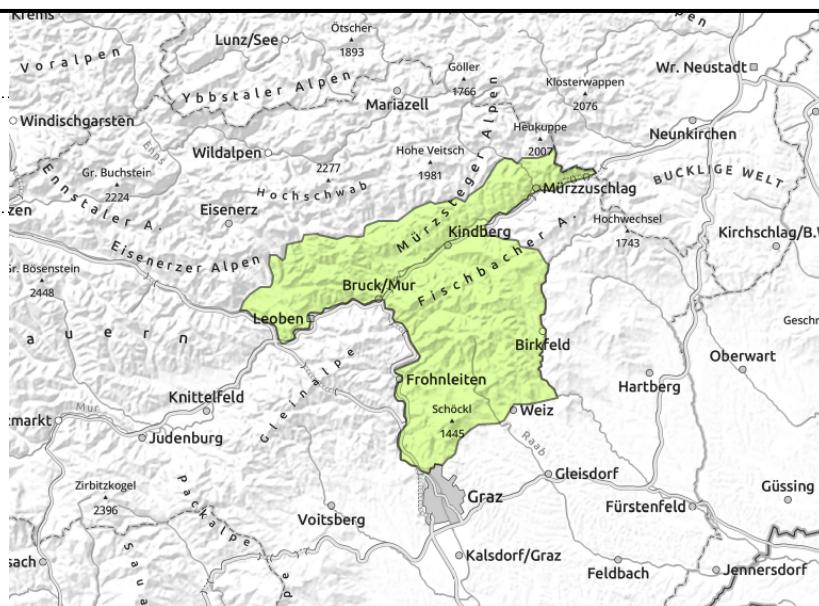 Krems
Ötscher
1893
Lunz/See
Voralpen
Göller
1766
Klosterwappen
2076
Wr. Neustadt
Ybbstaler Alpen
Mariazell
Windischgarsten
Enns
Wildalpen
2277
Hohe Veitsch
1981
Heukuppe
2007
Neunkirchen
Gr. Buchstein
2224
Hochschwab
Mürzsteger Alpen
Mürzzuschlag
BUCKLIGE WELT
Ennstaler A.
Eisenerz
Kindberg
Hochwechsel
1743
Kirchschlag/B.W
Eisenerzer Alpen
Gr. Bösenstein
2448
Bruck/Mur
Fischbacher A.
Leoben
auern
Birkfeld
Geschr
Oberwart
Gleinalpe
Frohnleiten
Hartberg
Knittelfeld
Mur
Schöckl
1445
Weiz
Judenburg
Raab
Zirbitzkogel
2396
Gleisdorf
Güssing
Packalpe
Graz
Fürstenfeld
Voitsberg
Kalsdorf/Graz
Feldbach
Jennersdorf